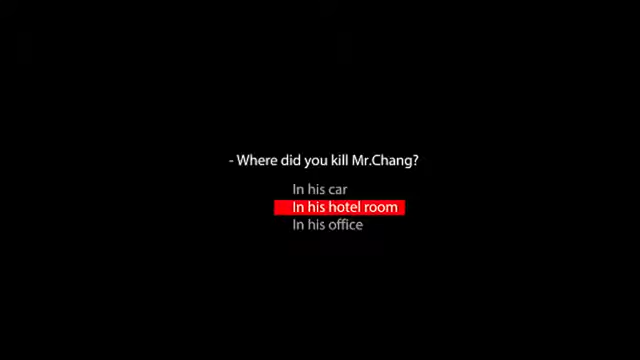 - Where did you kill Mr.Chang?
In his car
In his hotel room
In his office